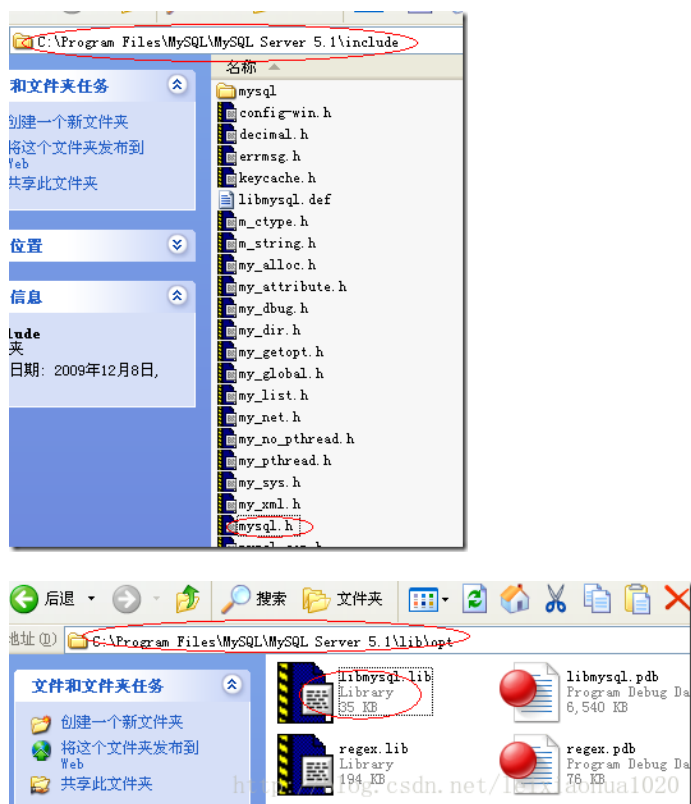 C:\Program Files\MySQL\MySQL Server 5.1\include
名称
和文件夹任务
创建一个新文件夹
将这个文件夹发布到
Web
共享此文件夹
位置
信息
lude
夹
日期: 2009年12月8日,
mysql
config-win.h
decimal.h
errmsg.h
keycache.h
libmysql.def
m_ctype.h
m_string.h
my_alloc.h
my_attribute.h
my_dbug.h
my_dir.h
my_getopt.h
my_global.h
my_list.h
my_net.h
my_no_pthread.h
my_pthread.h
my_sys.h
my_xml.h
mysql.h
后退
搜索
文件夹
地址(D)
C:\Program Files\MySQL\MySQL Server 5.1\lib\opt
文件和文件夹任务
创建一个新文件夹
将这个文件夹发布到
Web
共享此文件夹
libmysql.lib
Library
35 KB
libmysql.pdb
Program Debug Da
6,540 KB
regex.lib
Library
194 KB
regex.pdb
Program Debug Da
76 KB